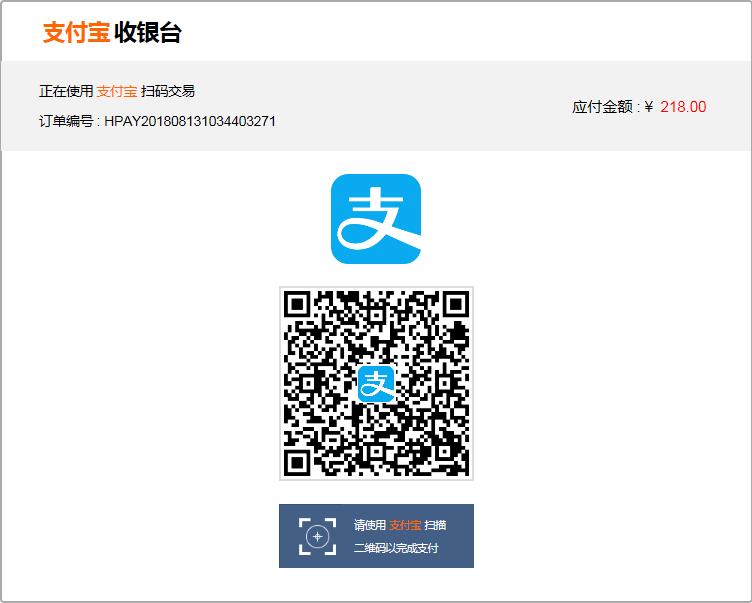 支付宝 收银台
正在使用 支付宝 扫码交易
订单编号 : HPAY201808131034403271
应付金额 : ¥ 218.00
支
支
请使用 支付宝 扫描
二维码以完成支付